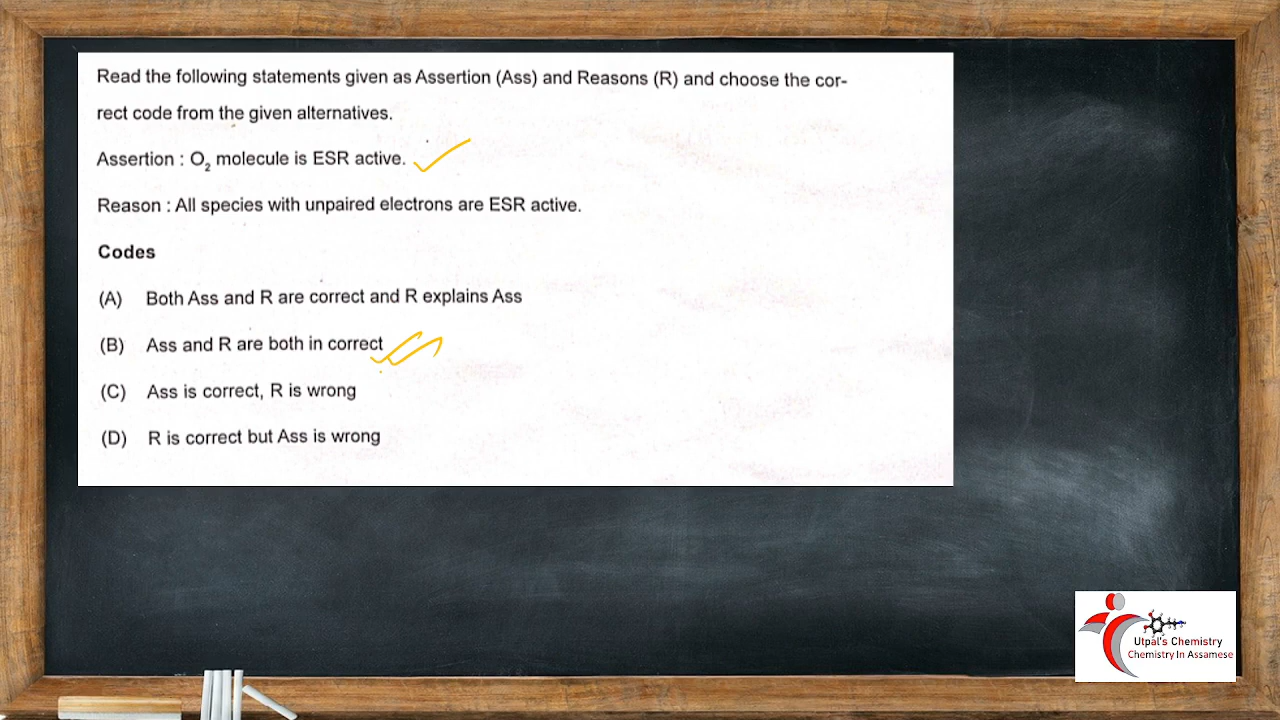 Read the following statements given as Assertion (Ass) and Reasons (R) and choose the cor-
rect code from the given alternatives.
Assertion : O₂ molecule is ESR active.
Reason : All species with unpaired electrons are ESR active.
Codes
(A) Both Ass and R are correct and R explains Ass
(B) Ass and R are both in correct
(C) Ass is correct, R is wrong
(D) R is correct but Ass is wrong
Utpal's Chemistry
Chemistry In Assamese